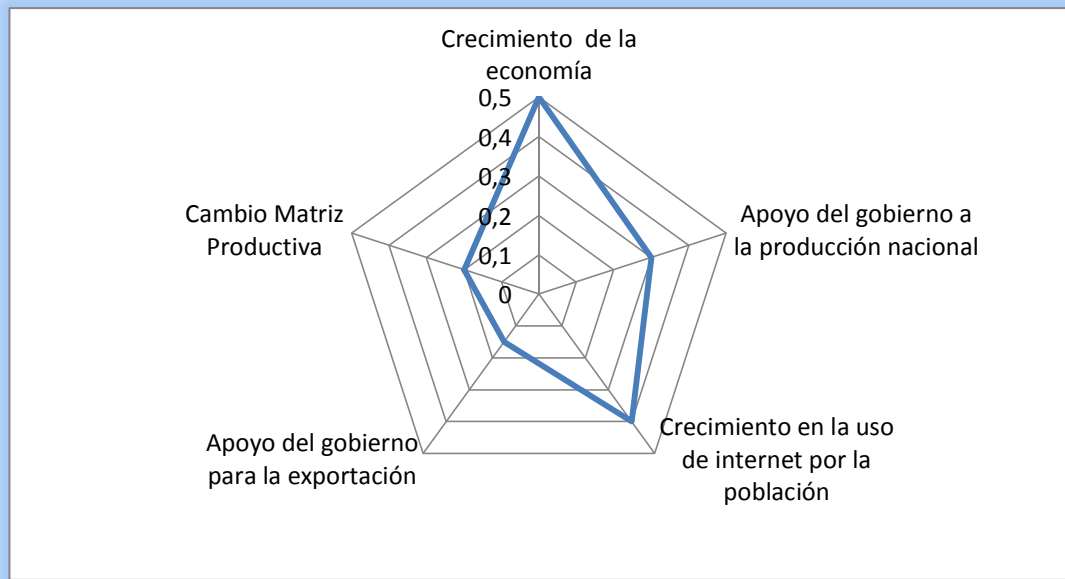 Crecimiento de la
economía
0,5
0,4
0,3
0,2
0,1
0
Apoyo del gobierno a
la producción nacional
Crecimiento en la uso
de internet por la
población
Apoyo del gobierno
para la exportación
Cambio Matriz
Productiva